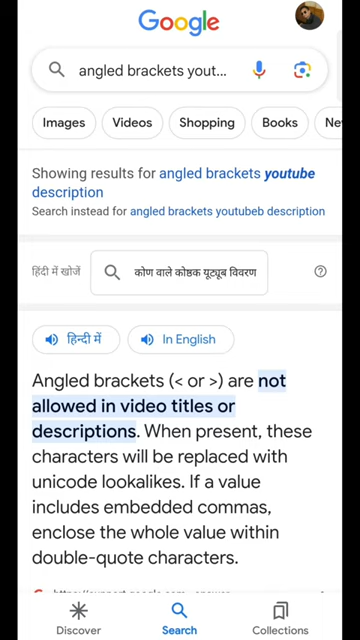 Google
angled brackets yout...
Images Videos Shopping Books
Showing results for angled brackets youtube
description
Search instead for angled brackets youtubeb description
हिंदी में खोजें कोण वाले कोष्ठक यूट्यूब विवरण
हिन्दी में In English
Angled brackets (< or >) are not
allowed in video titles or
descriptions. When present, these
characters will be replaced with
unicode lookalikes. If a value
includes embedded commas,
enclose the whole value within
double-quote characters.
Discover Search Collections